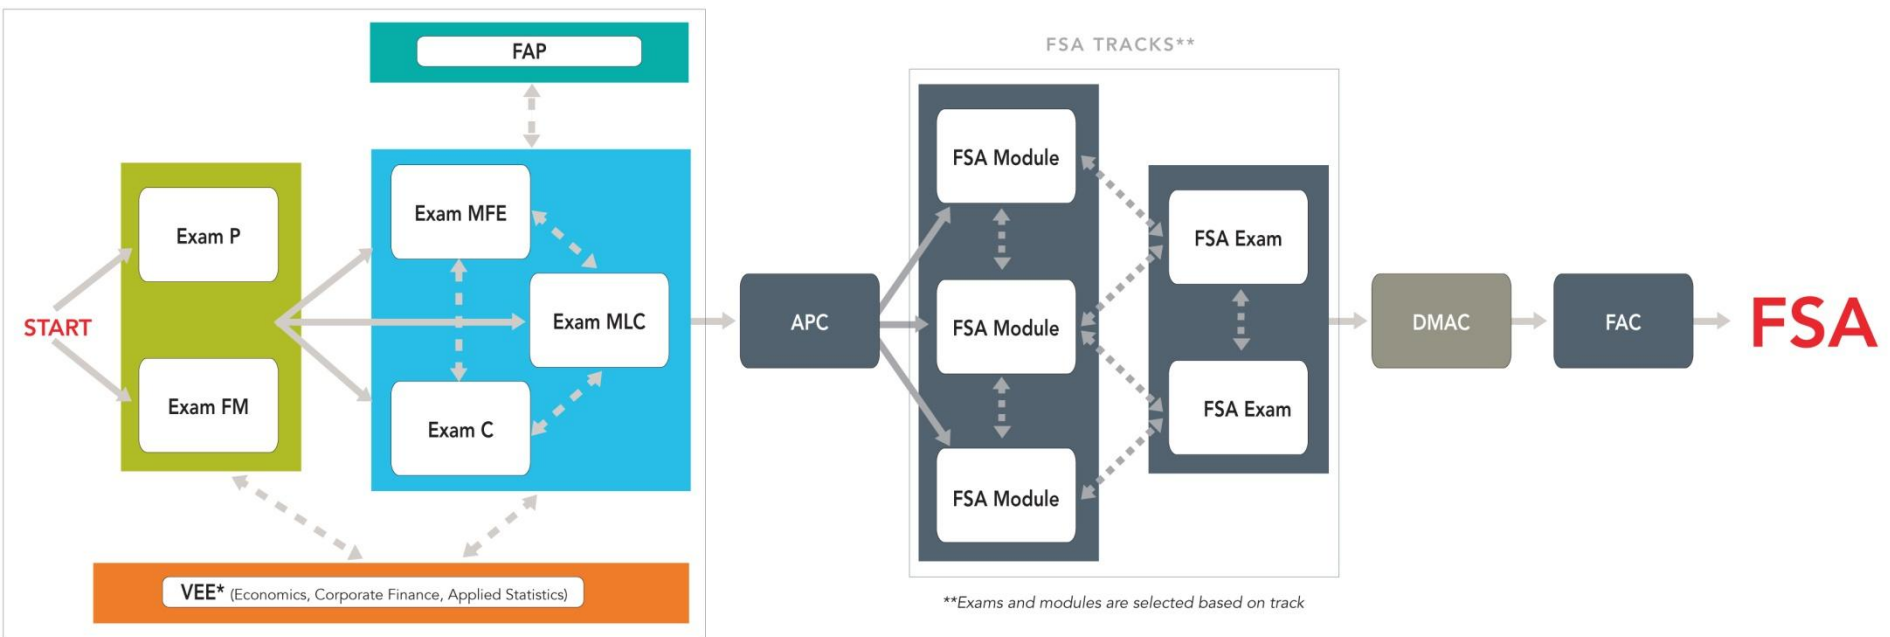 FAP
FSA TRACKS**
Exam P
Exam MFE
FSA Module
FSA Exam
START
Exam MLC
APC
FSA Module
DMAC
FAC
FSA
Exam FM
Exam C
FSA Exam
FSA Module
VEE* (Economics, Corporate Finance, Applied Statistics)
**Exams and modules are selected based on track